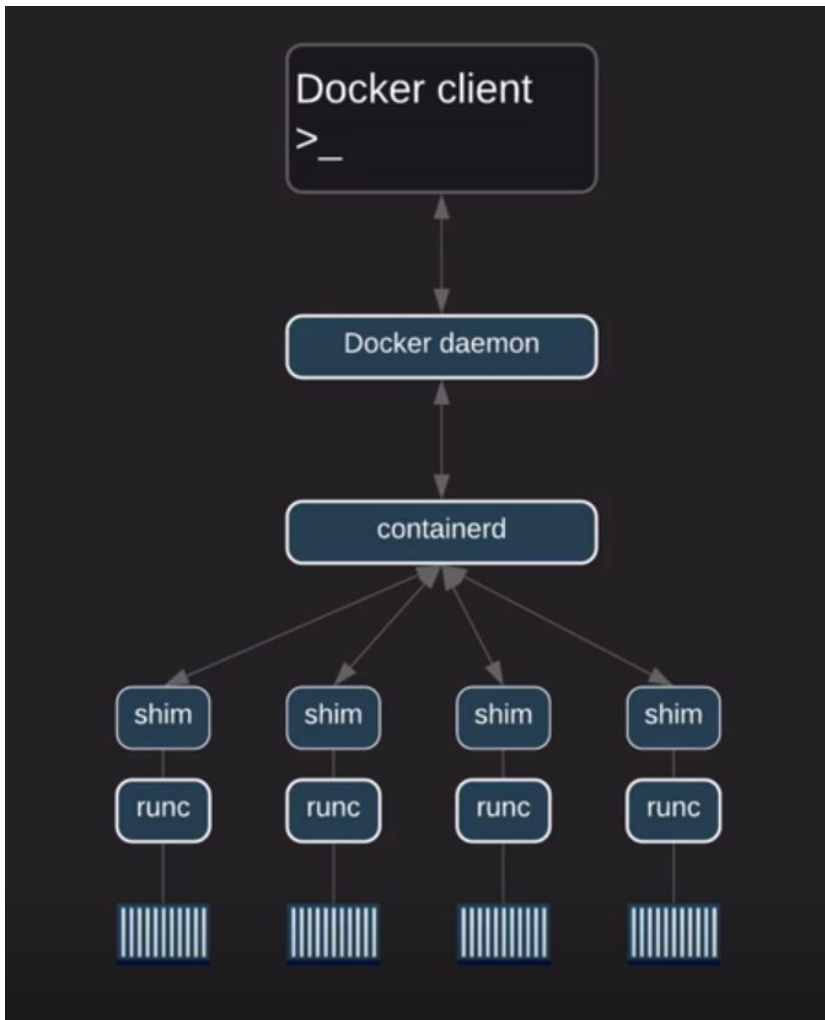 Docker client
>_
Docker daemon
containerd
shim
shim
shim
shim
runc
runc
runc
runc